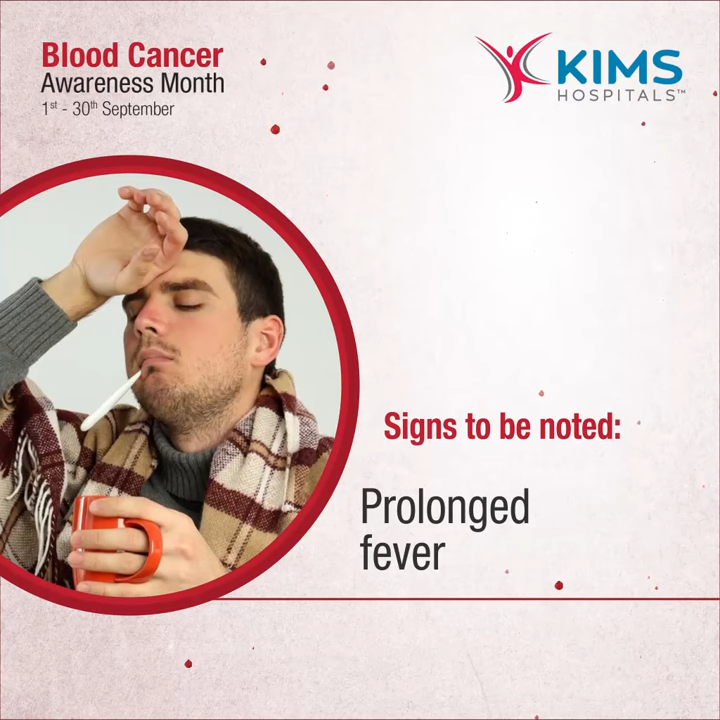 Blood Cancer
Awareness Month
1st - 30th September
KIMS
HOSPITALS™
Signs to be noted:
Prolonged
fever